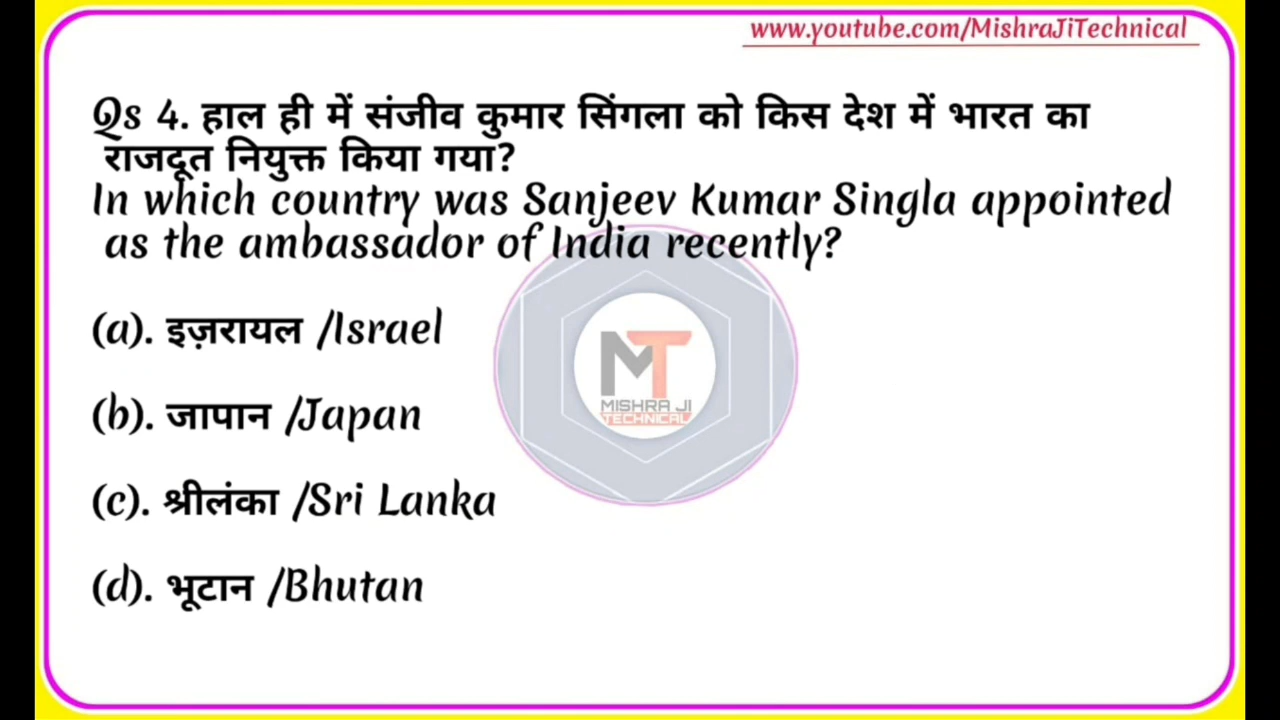 www.youtube.com/MishraJiTechnical
Qs 4. हाल ही में संजीव कुमार सिंगला को किस देश में भारत का
राजदूत नियुक्त किया गया?
In which country was Sanjeev Kumar Singla appointed
as the ambassador of India recently?
(a). इज़रायल /Israel
(b). जापान /Japan
MT
MISHRA JI
TECHNICAL
(c). श्रीलंका /Sri Lanka
(d). भूटान /Bhutan